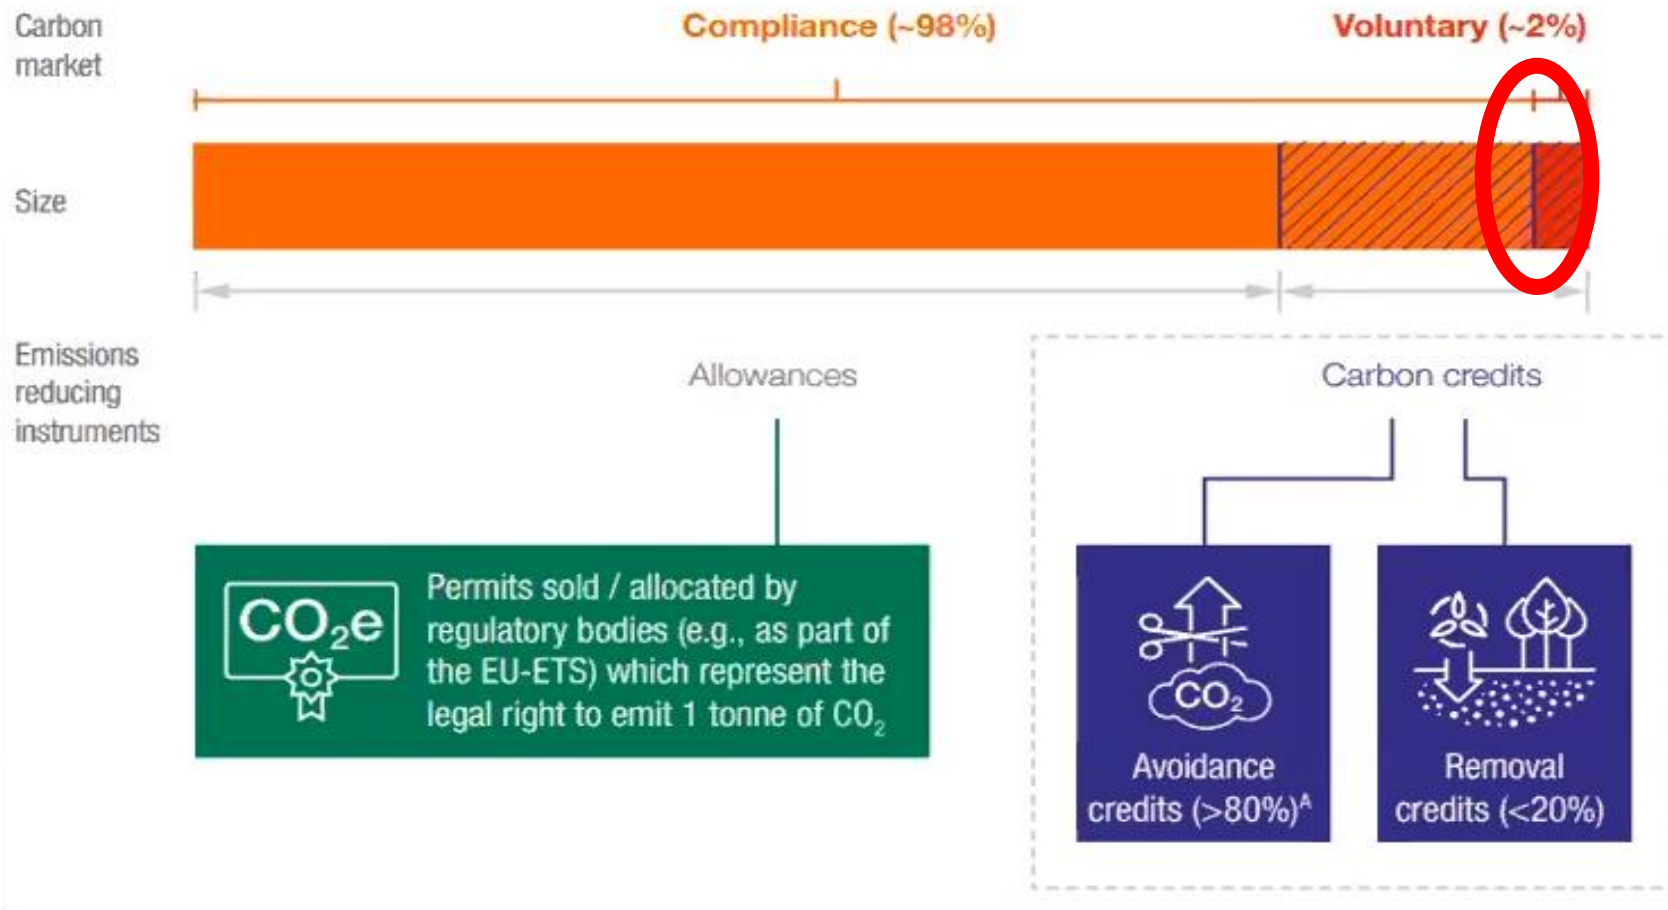 Carbon
market
Compliance (~98%)
Voluntary (~2%)
Size
Emissions
reducing
instruments
Allowances
Carbon credits
CO₂e
Permits sold / allocated by
regulatory bodies (e.g., as part of
the EU-ETS) which represent the
legal right to emit 1 tonne of CO₂
CO₂
Avoidance
credits (>80%)ᴬ
Removal
credits (<20%)